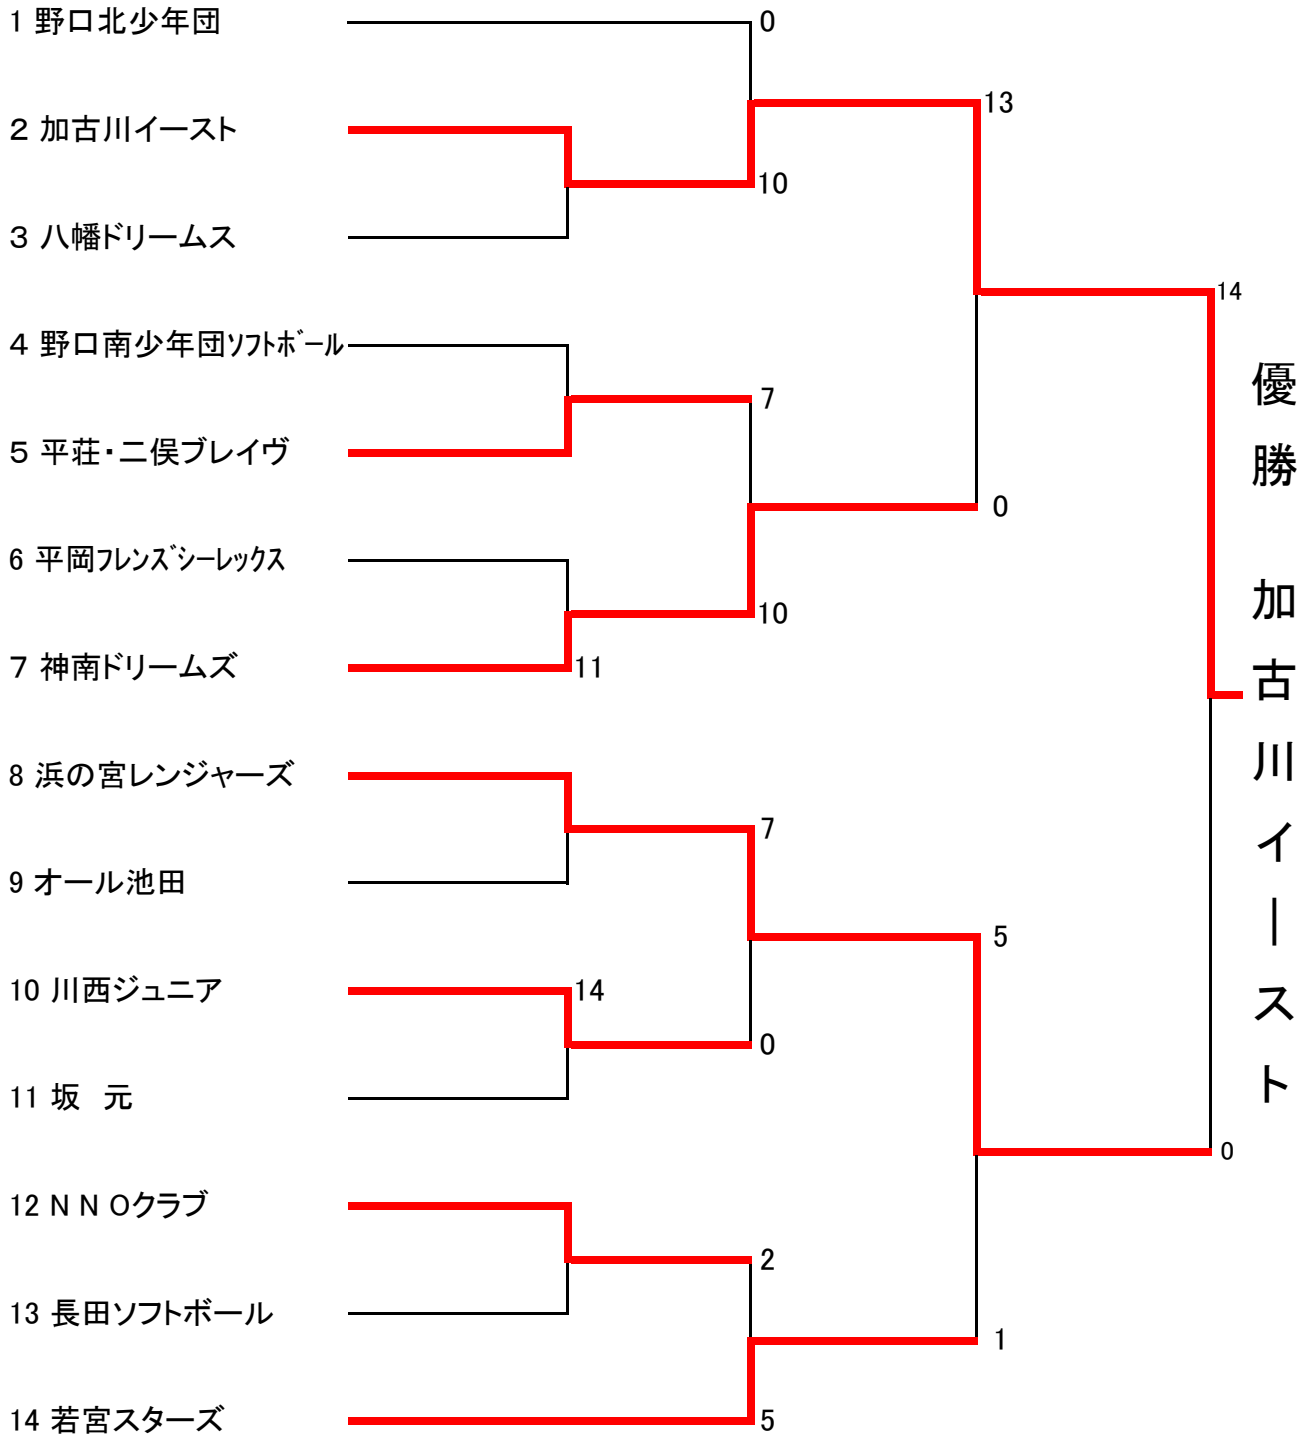 1 野口北少年団
0
13
2 加古川イースト
10
3 八幡ドリームス
14
4 野口南少年団ソフトボール
7
5 平荘・二俣ブレイヴ
0
6 平岡フレンズシーレックス
10
7 神南ドリームズ
11
8 浜の宮レンジャーズ
7
9 オール池田
5
10 川西ジュニア
14
0
11 坂 元
0
12 NNOクラブ
2
13 長田ソフトボール
1
14 若宮スターズ
5
優勝 加古川イースト